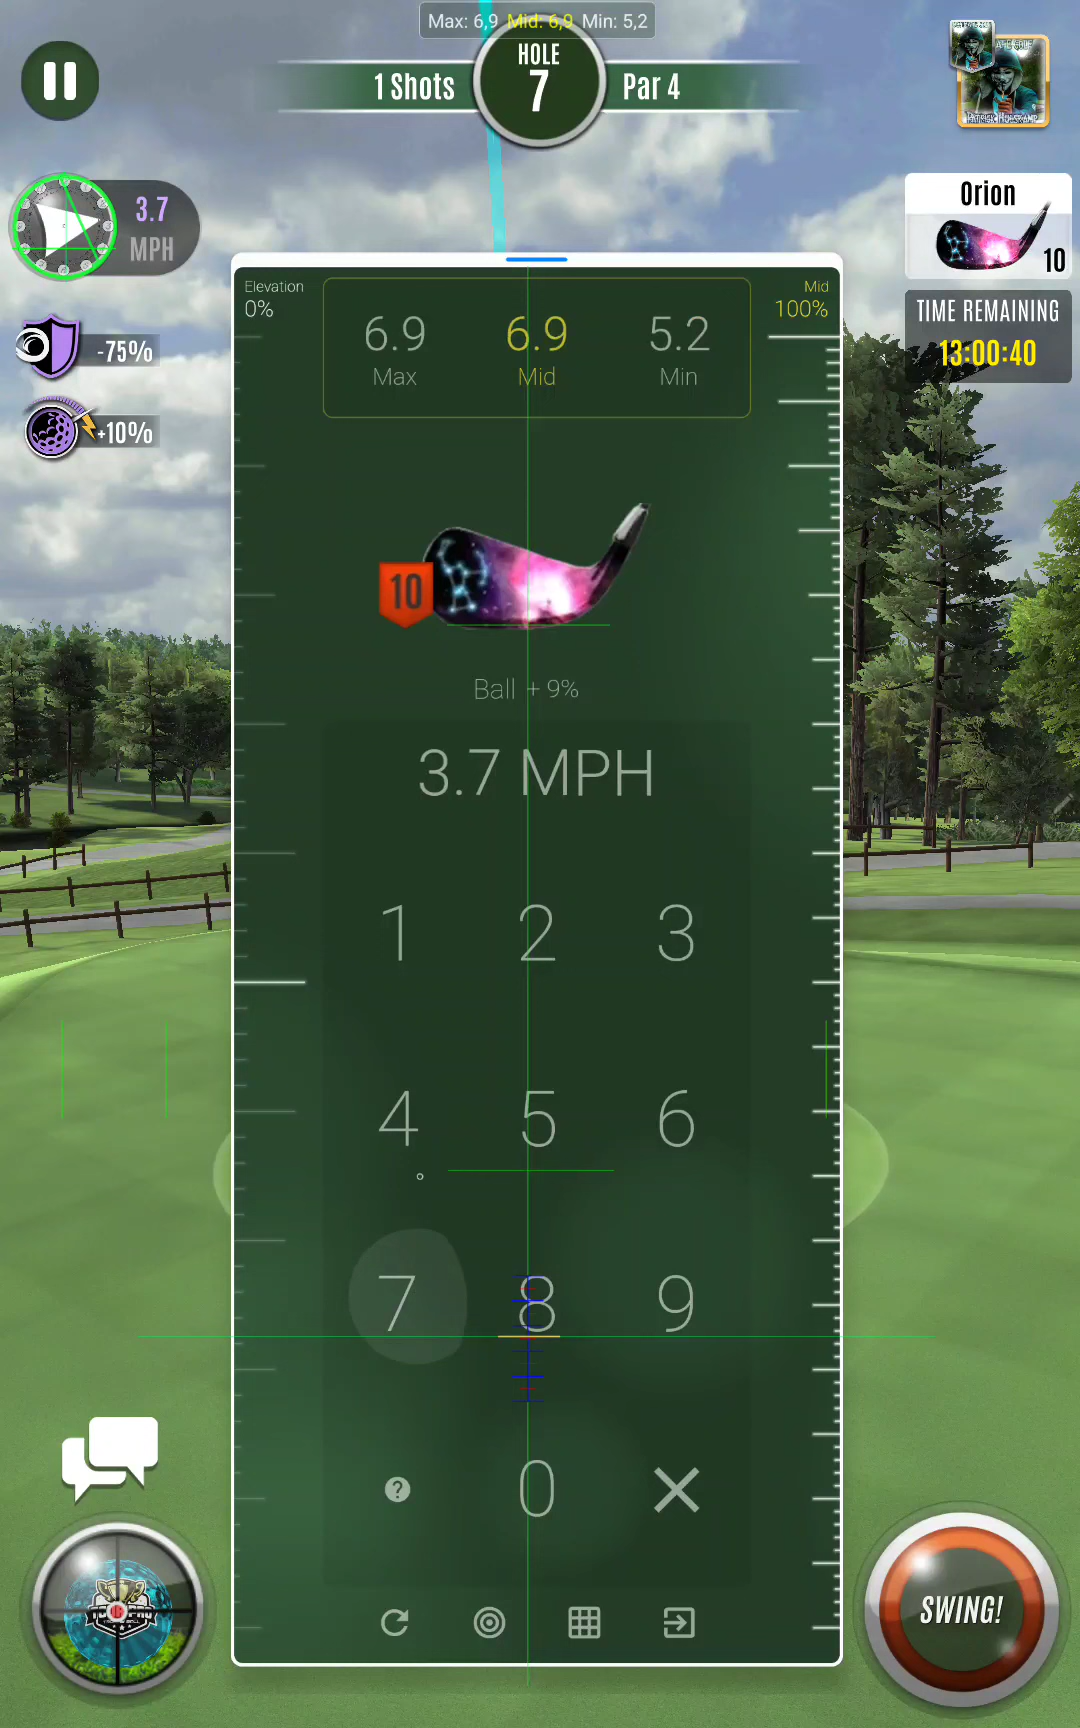 Max: 6,9 Mid: 6,9 Min: 5,2
HOLE
1 Shots 7 Par 4
Orion
10
3.7
MPH
TIME REMAINING
13:00:40
-75%
+10%
Elevation
0%
Mid
100%
6.9 6.9 5.2
Max Mid Min
10
Ball + 9%
3.7 MPH
1 2 3
4 5 6
7 8 9
? 0
SWING!